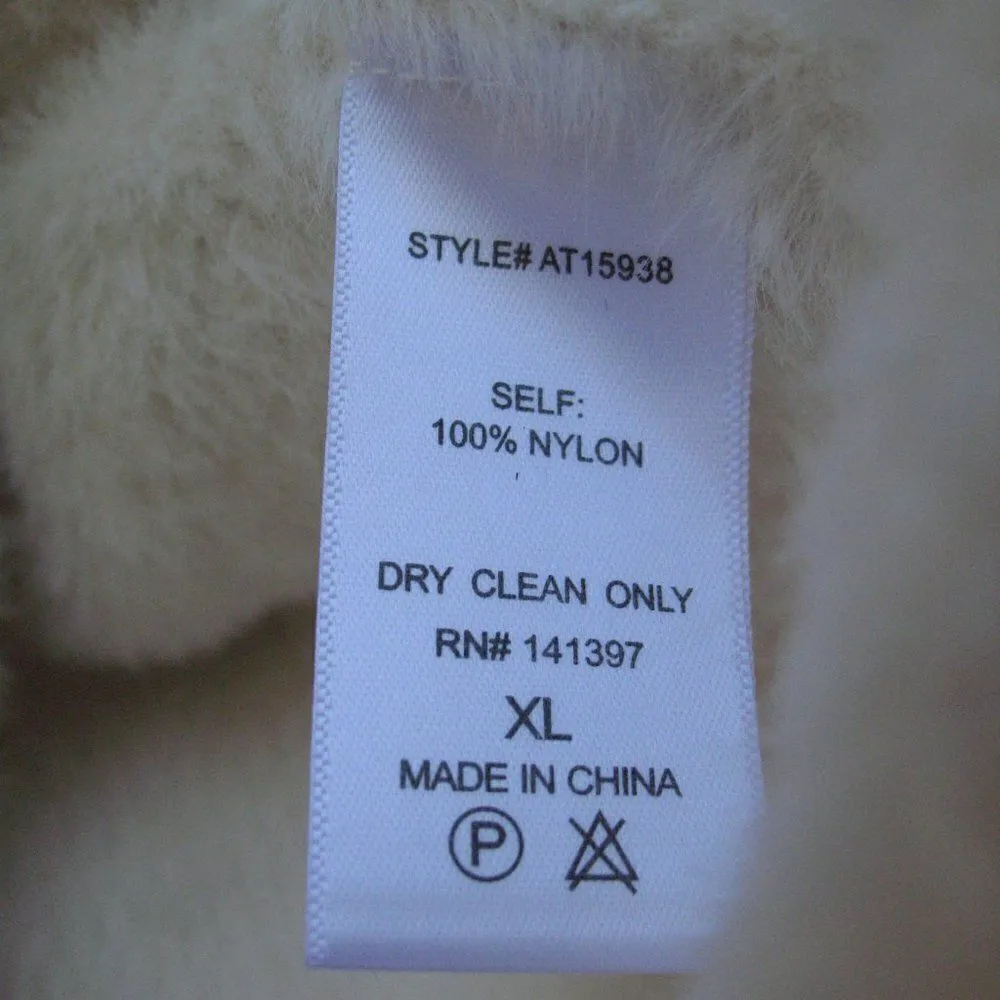 STYLE# AT15938
SELF:
100% NYLON
DRY CLEAN ONLY
RN# 141397
XL
MADE IN CHINA
P